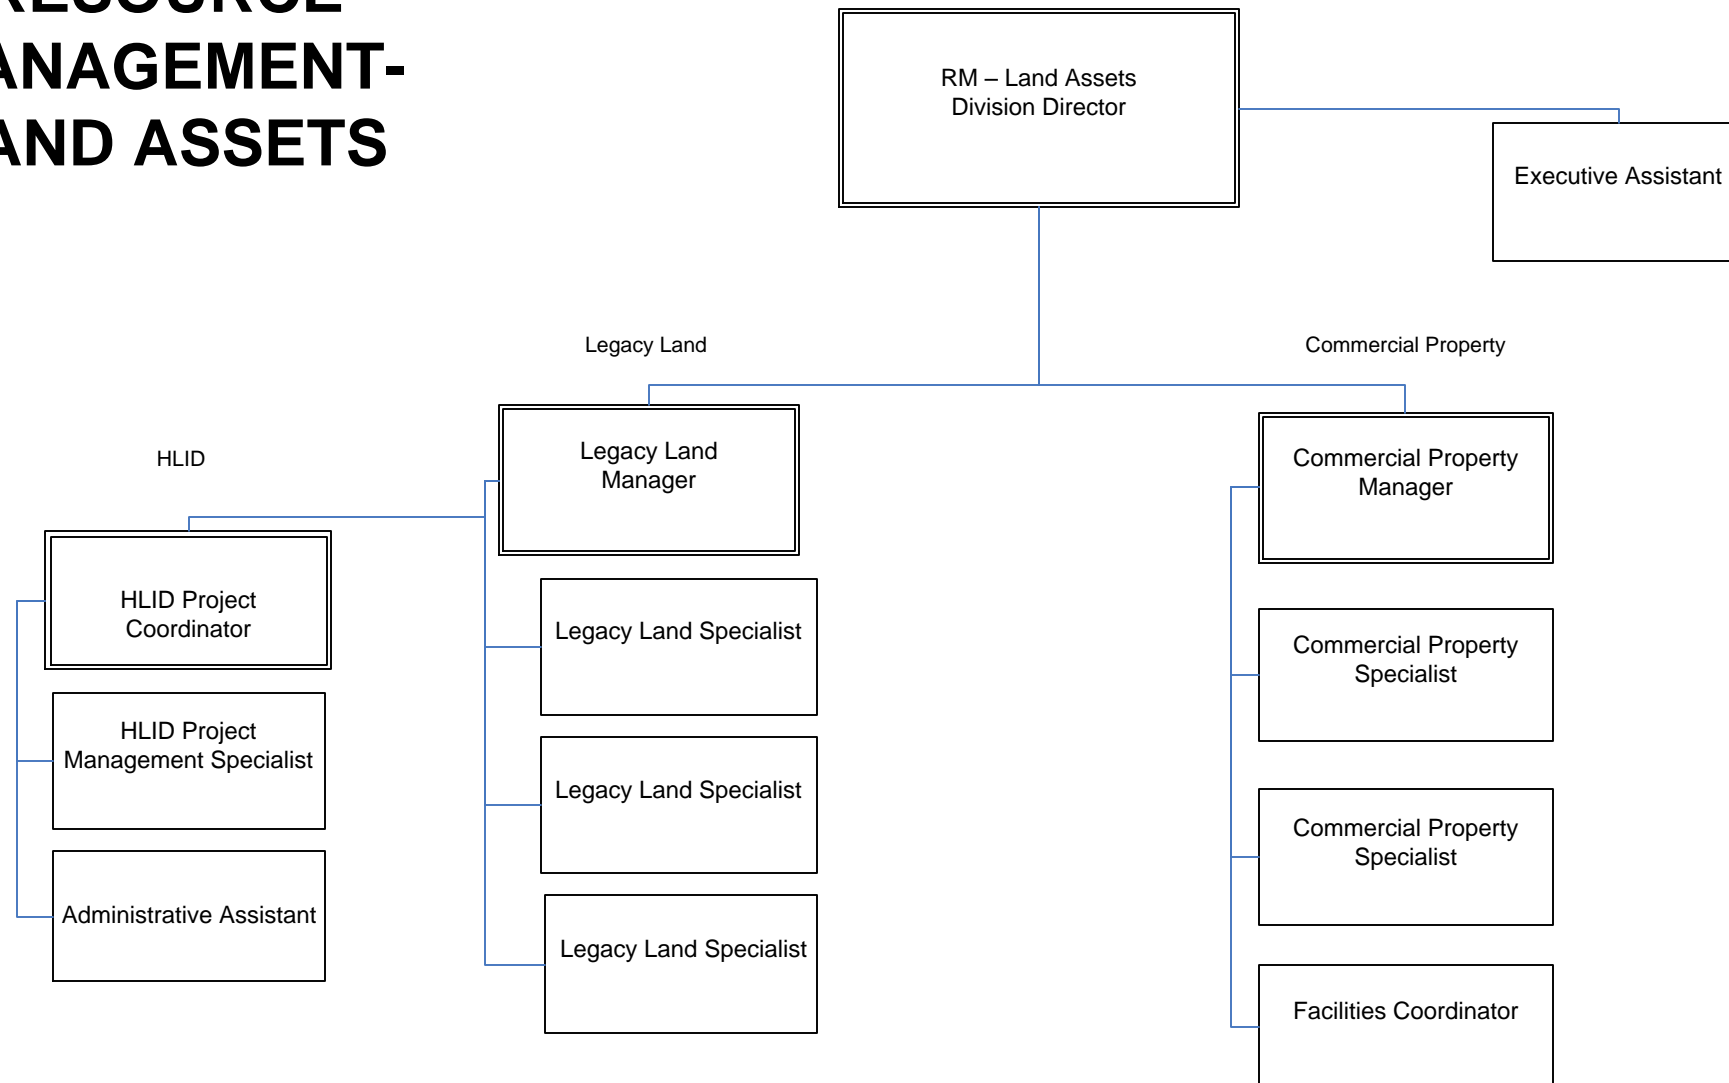 RESOURCE
ANAGEMENT-
AND ASSETS
RM – Land Assets
Division Director
Executive Assistant
Legacy Land
Commercial Property
Legacy Land
Manager
Commercial Property
Manager
HLID
HLID Project
Coordinator
Legacy Land Specialist
Commercial Property
Specialist
HLID Project
Management Specialist
Legacy Land Specialist
Commercial Property
Specialist
Administrative Assistant
Legacy Land Specialist
Facilities Coordinator